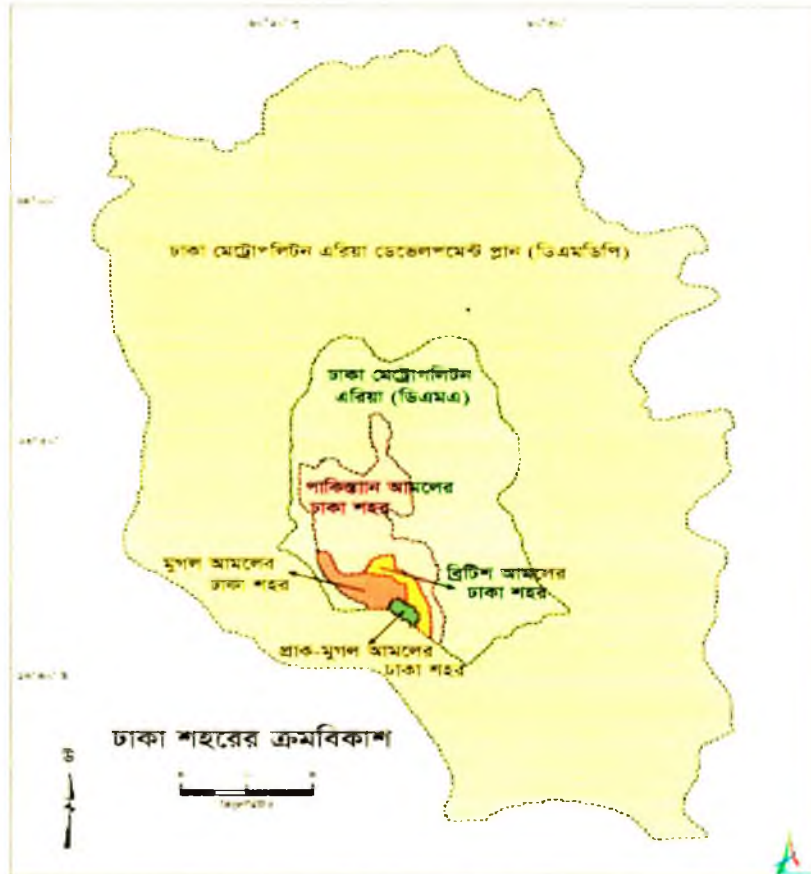 ঢাকা মেট্রোপলিটন এরিয়া ডেভেলপমেন্ট প্লান (ডিএমডিপি)
ঢাকা মেট্রোপলিটন
এরিয়া (ডিএমএ)
পাকিস্তান আমলের
ঢাকা শহর
মুগল আমলের
ঢাকা শহর
ব্রিটিশ আমলের
ঢাকা শহর
প্রাক-মুগল আমলের
ঢাকা শহর
ঢাকা শহরের ক্রমবিকাশ
উ